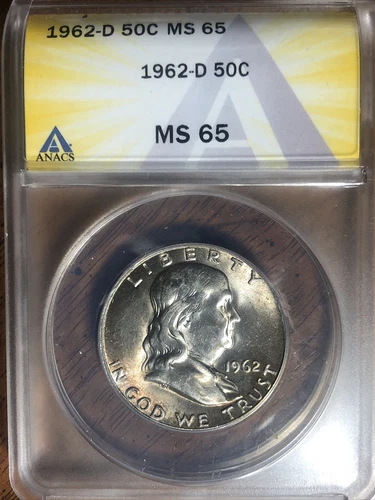 1962-D 50C MS 65
1962-D 50C
ANACS
MS 65
LIBERTY
1962
IN GOD WE TRUST